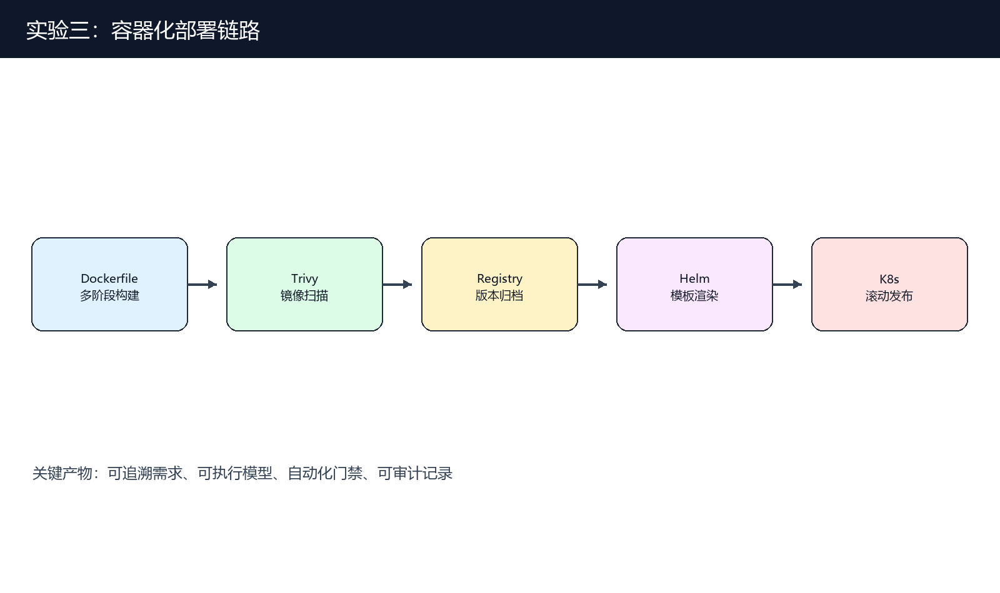 实验三：容器化部署链路
Dockerfile
多阶段构建
Trivy
镜像扫描
Registry
版本归档
Helm
模板渲染
K8s
滚动发布
关键产物：可追溯需求、可执行模型、自动化门禁、可审计记录